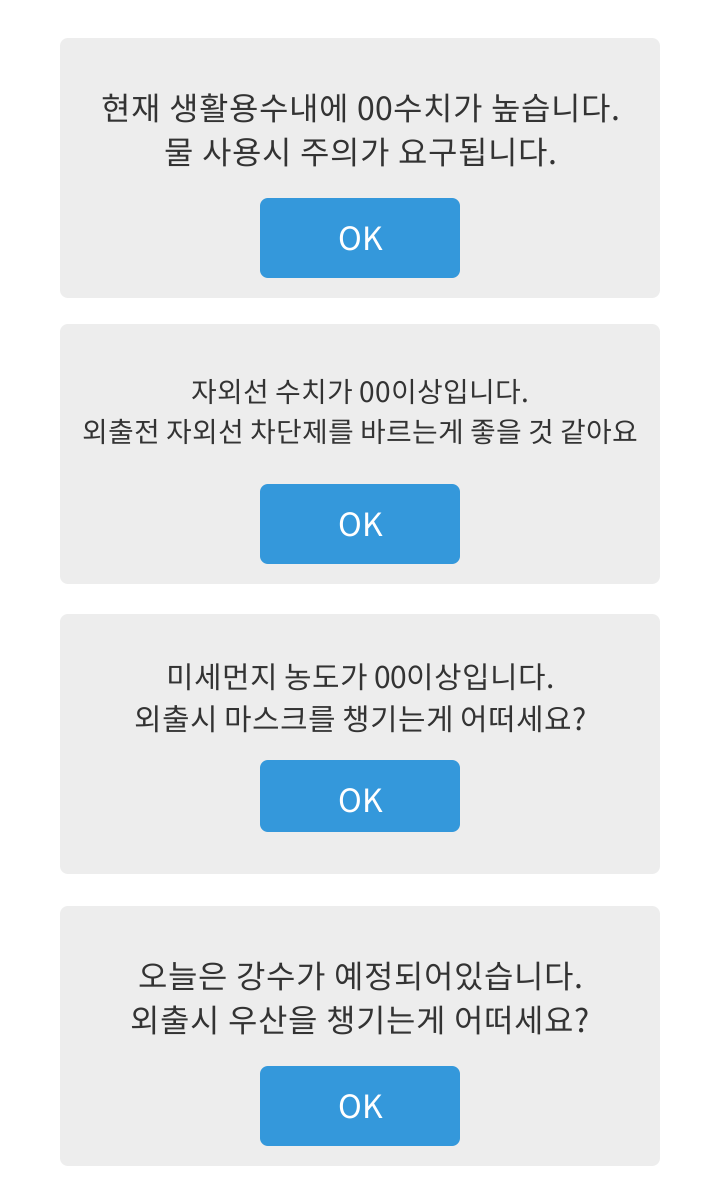 현재 생활용수내에 00수치가 높습니다.
물 사용시 주의가 요구됩니다.
OK
자외선 수치가 00이상입니다.
외출전 자외선 차단제를 바르는게 좋을 것 같아요
OK
미세먼지 농도가 00이상입니다.
외출시 마스크를 챙기는게 어떠세요?
OK
오늘은 강수가 예정되어있습니다.
외출시 우산을 챙기는게 어떠세요?
OK